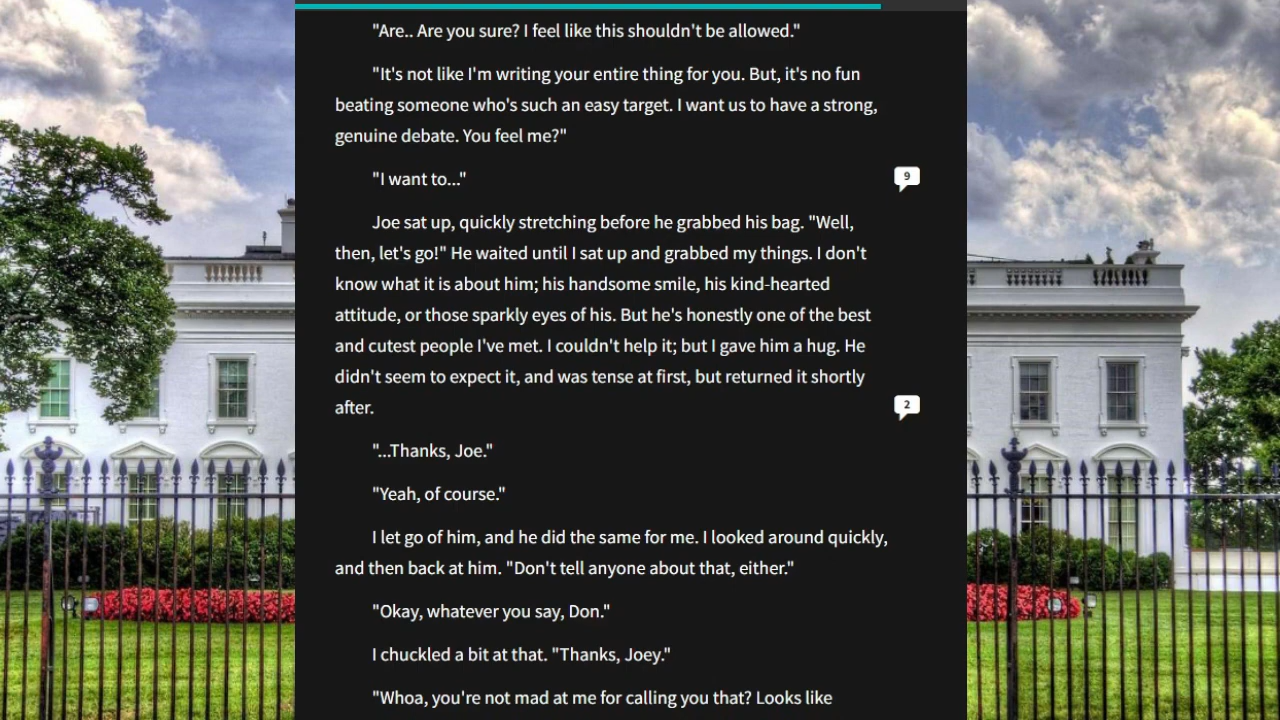 "Are.. Are you sure? I feel like this shouldn't be allowed."
"It's not like I'm writing your entire thing for you. But, it's no fun
beating someone who's such an easy target. I want us to have a strong,
genuine debate. You feel me?"
"I want to..."
9
Joe sat up, quickly stretching before he grabbed his bag. "Well,
then, let's go!" He waited until I sat up and grabbed my things. I don't
know what it is about him; his handsome smile, his kind-hearted
attitude, or those sparkly eyes of his. But he's honestly one of the best
and cutest people I've met. I couldn't help it; but I gave him a hug. He
didn't seem to expect it, and was tense at first, but returned it shortly
after.
2
"...Thanks, Joe."
"Yeah, of course."
I let go of him, and he did the same for me. I looked around quickly,
and then back at him. "Don't tell anyone about that, either."
"Okay, whatever you say, Don."
I chuckled a bit at that. "Thanks, Joey."
"Whoa, you're not mad at me for calling you that? Looks like